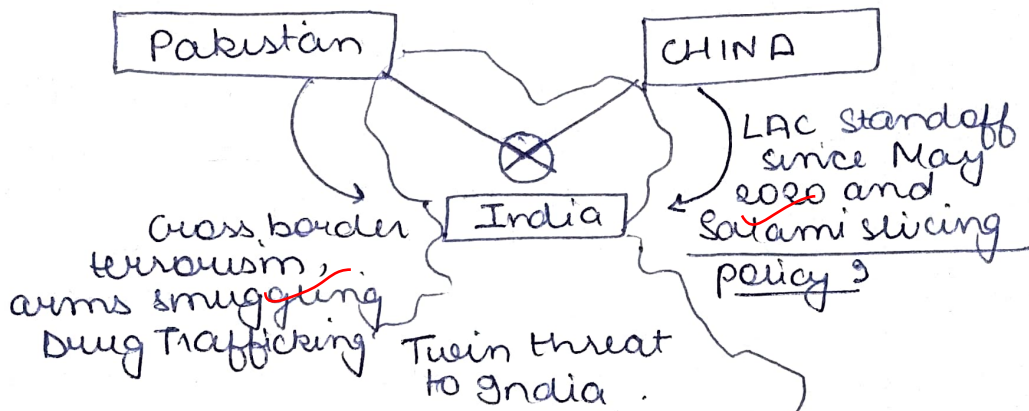 Pakistan
CHINA
LAC standoff
since May
2020 and
Salami slicing
policy
India
Cross border
terrorism,
arms smuggling
Drug Trafficking
Twin threat
to India.